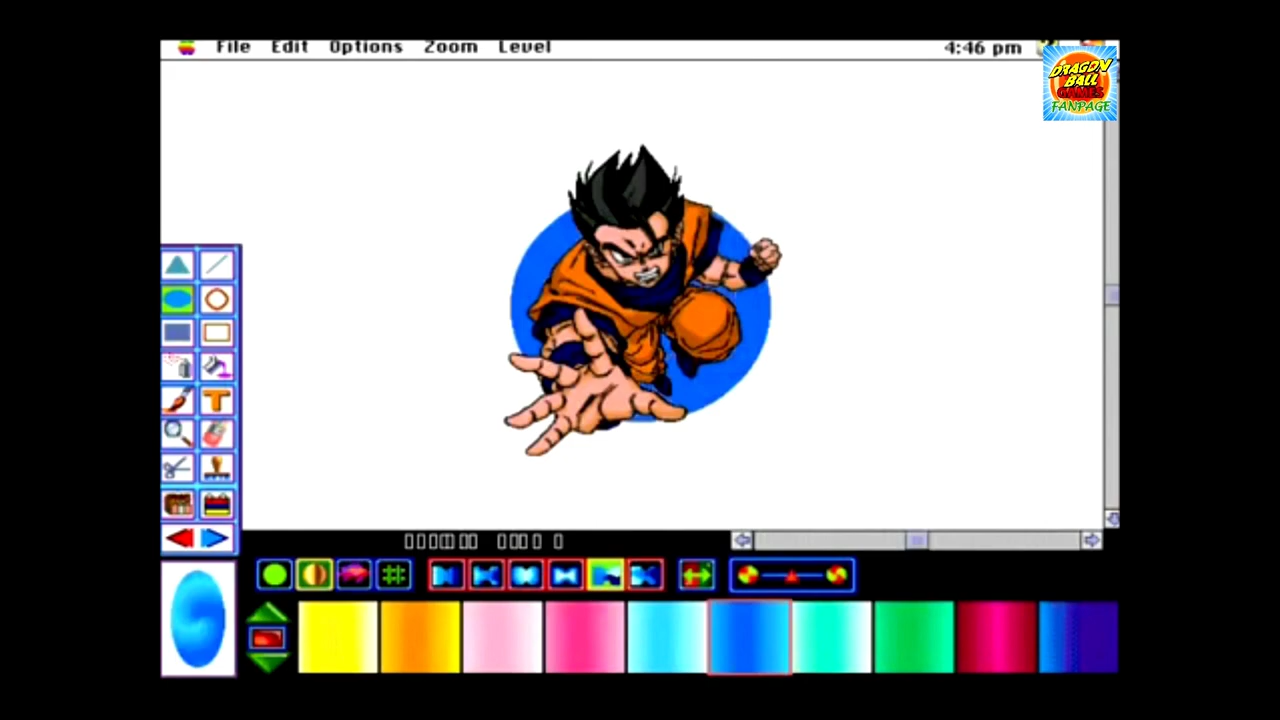 File Edit Options Zoom Level 4:46 pm
DRAGON
BALL
GAMES
FANPAGE
T